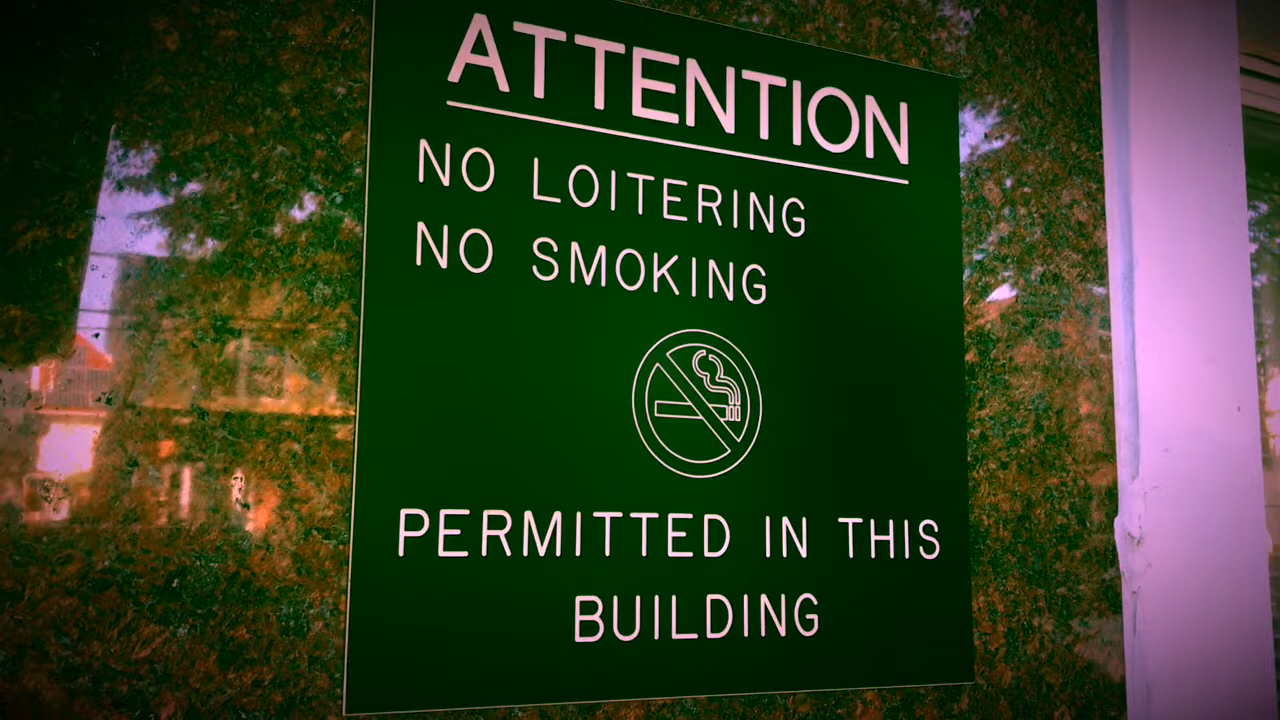 ATTENTION
NO LOITERING
NO SMOKING
PERMITTED IN THIS
BUILDING